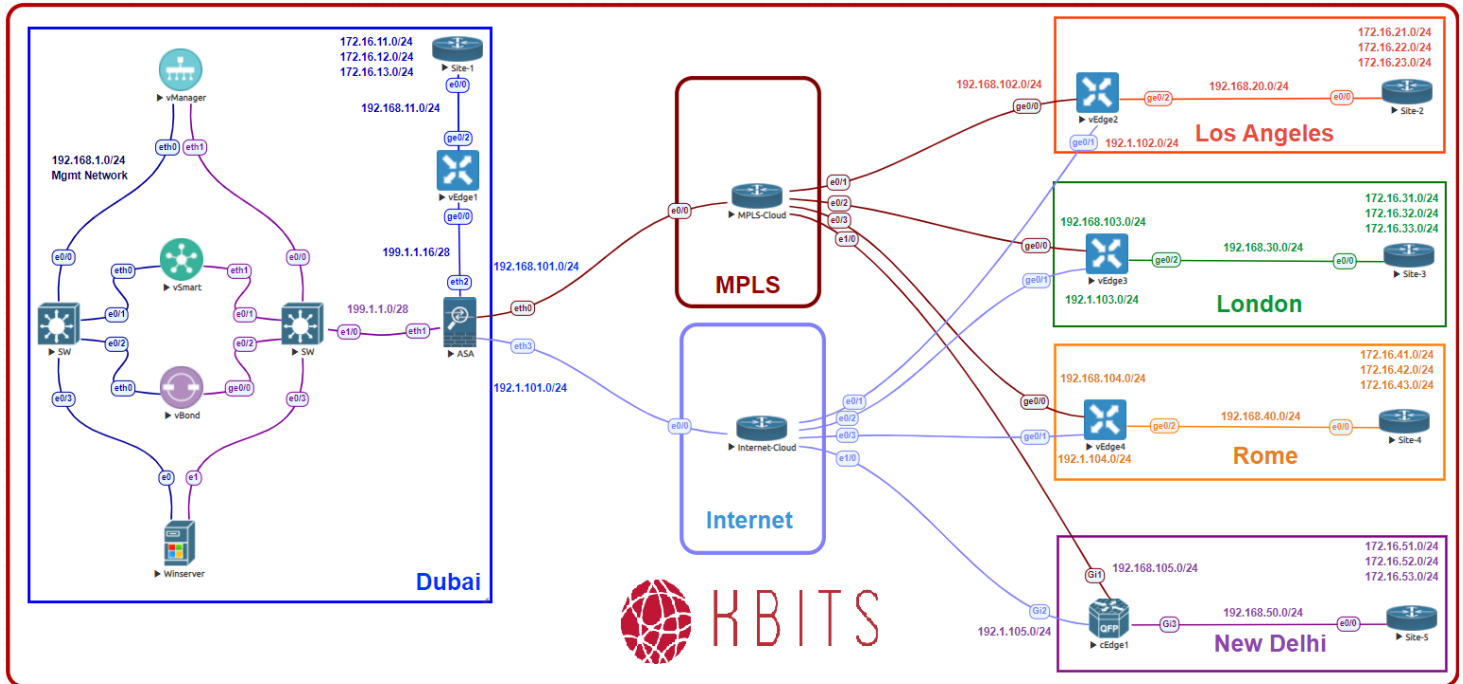 172.16.11.0/24
172.16.12.0/24
172.16.13.0/24
Site-1
e0/0
192.168.11.0/24
ge0/2
vEdge1
ge0/0
199.1.1.16/28
eth2
vManager
eth0
eth1
192.168.1.0/24
Mgmt Network
e0/0
e0/0
vSmart
eth0
eth1
e0/1
e0/1
SW
SW
e0/2
e0/2
eth0
ge0/0
vBond
e0/3
e0/3
e0
e1
Winserver
199.1.1.0/28
e1/0
eth1
ASA
192.168.101.0/24
eth0
eth3
192.1.101.0/24
Dubai
e0/0
MPLS-Cloud
e0/1
e0/2
e0/3
e1/0
MPLS
e0/0
Internet-Cloud
e0/1
e0/2
e0/3
e1/0
Internet
KBITS
192.168.102.0/24
ge0/0
vEdge2
ge0/1
192.1.102.0/24
ge0/2
192.168.20.0/24
e0/0
172.16.21.0/24
172.16.22.0/24
172.16.23.0/24
Site-2
Los Angeles
192.168.103.0/24
ge0/0
vEdge3
ge0/1
192.1.103.0/24
ge0/2
192.168.30.0/24
e0/0
172.16.31.0/24
172.16.32.0/24
172.16.33.0/24
Site-3
London
192.168.104.0/24
ge0/0
vEdge4
ge0/1
192.1.104.0/24
ge0/2
192.168.40.0/24
e0/0
172.16.41.0/24
172.16.42.0/24
172.16.43.0/24
Site-4
Rome
192.168.105.0/24
Gi1
Gi2
192.1.105.0/24
QFP
cEdge1
Gi3
192.168.50.0/24
e0/0
172.16.51.0/24
172.16.52.0/24
172.16.53.0/24
Site-5
New Delhi